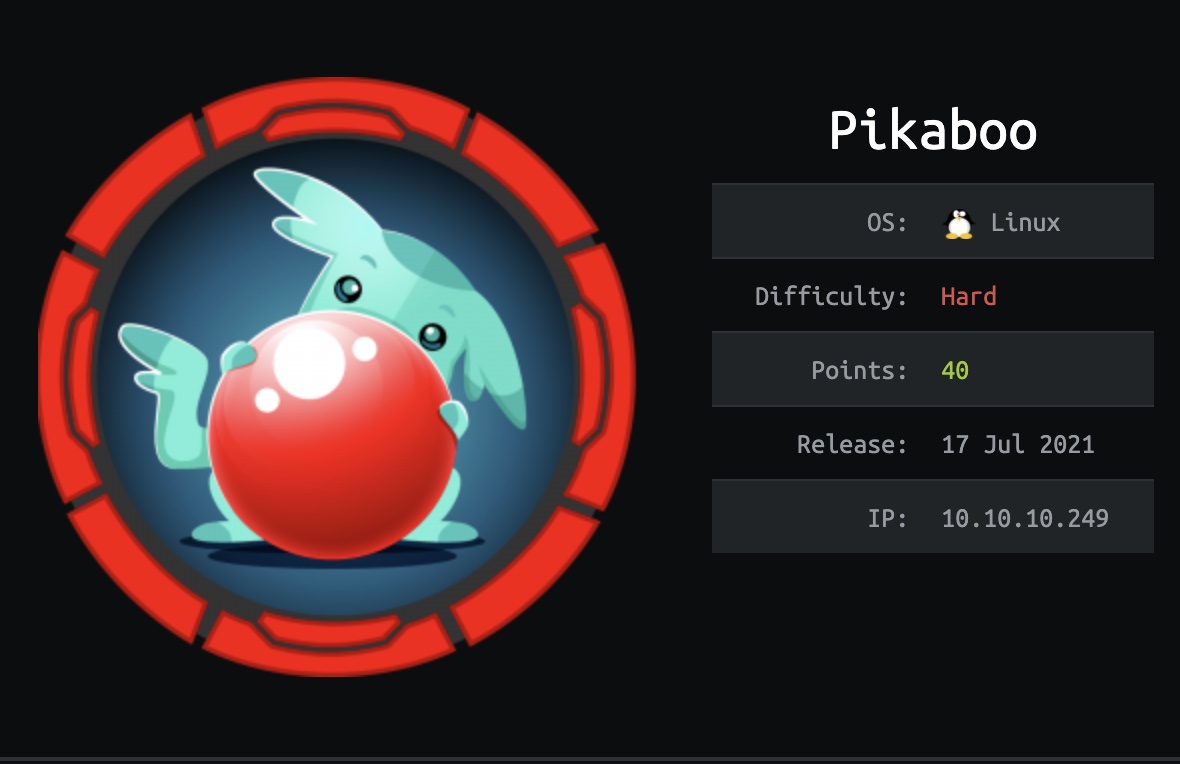 Pikaboo
OS: Linux
Difficulty: Hard
Points: 40
Release: 17 Jul 2021
IP: 10.10.10.249